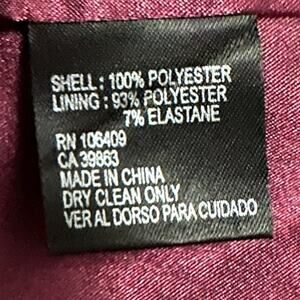 SHELL : 100% POLYESTER
LINING : 93% POLYESTER
7% ELASTANE
RN 106409
CA 39863
MADE IN CHINA
DRY CLEAN ONLY
VER AL DORSO PARA CUIDADO